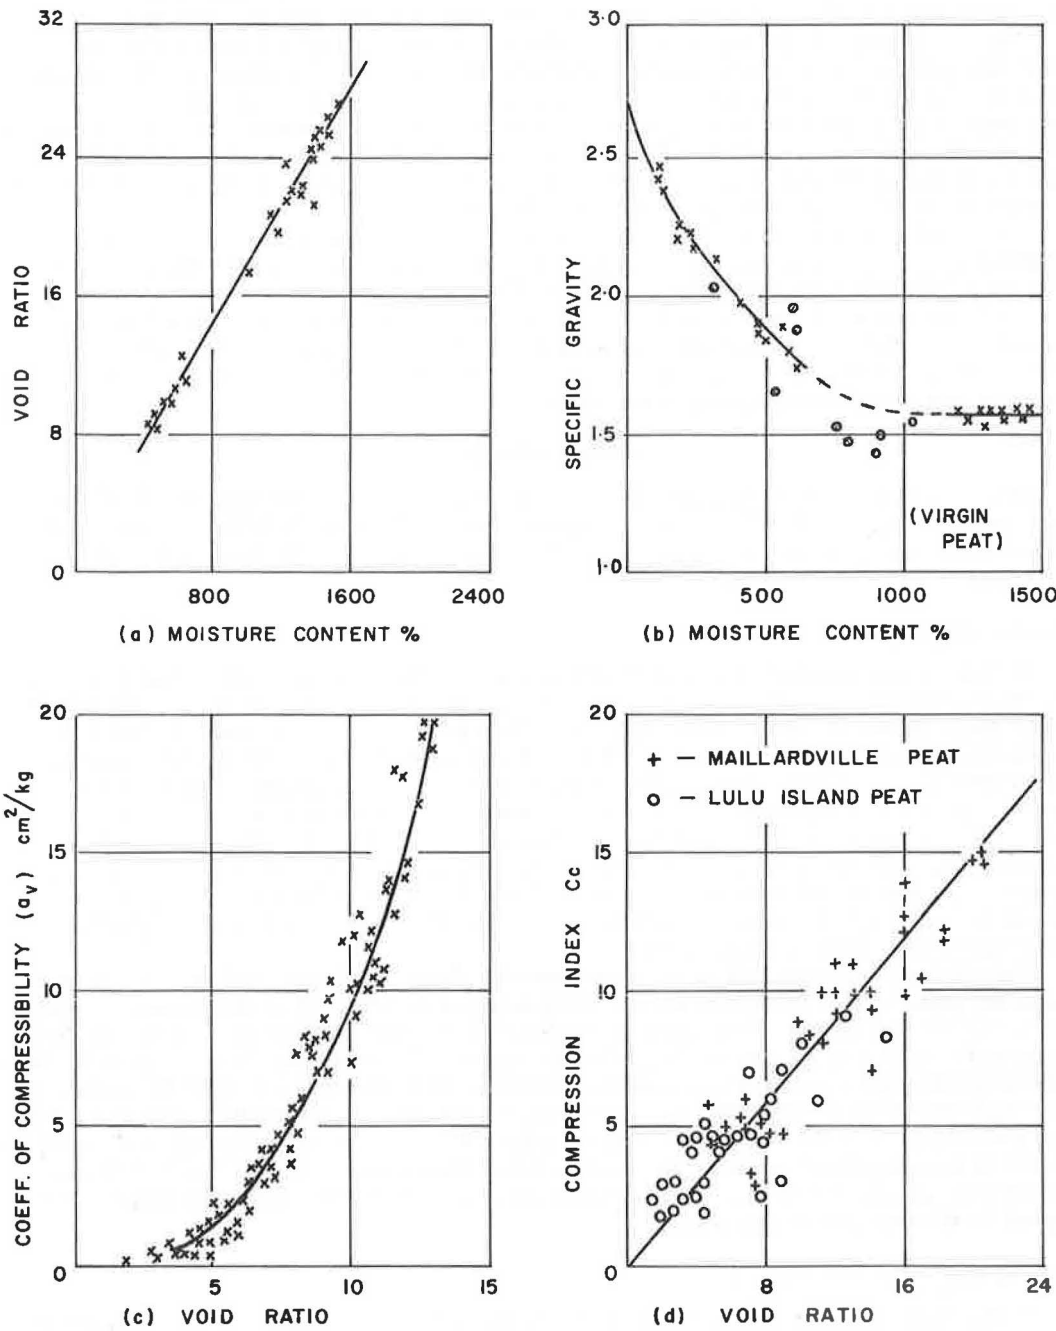 32
24
16
8
0
VOID RATIO
800 1600 2400
(a) MOISTURE CONTENT %
3·0
2·5
2·0
1·5
1·0
SPECIFIC GRAVITY
(VIRGIN
PEAT)
500 1000 1500
(b) MOISTURE CONTENT %
20
15
10
5
0
COEFF. OF COMPRESSIBILITY (av) cm²/kg
5 10 15
(c) VOID RATIO
20
15
10
5
0
COMPRESSION INDEX Cc
+ – MAILLARDVILLE PEAT
o – LULU ISLAND PEAT
8 16 24
(d) VOID RATIO